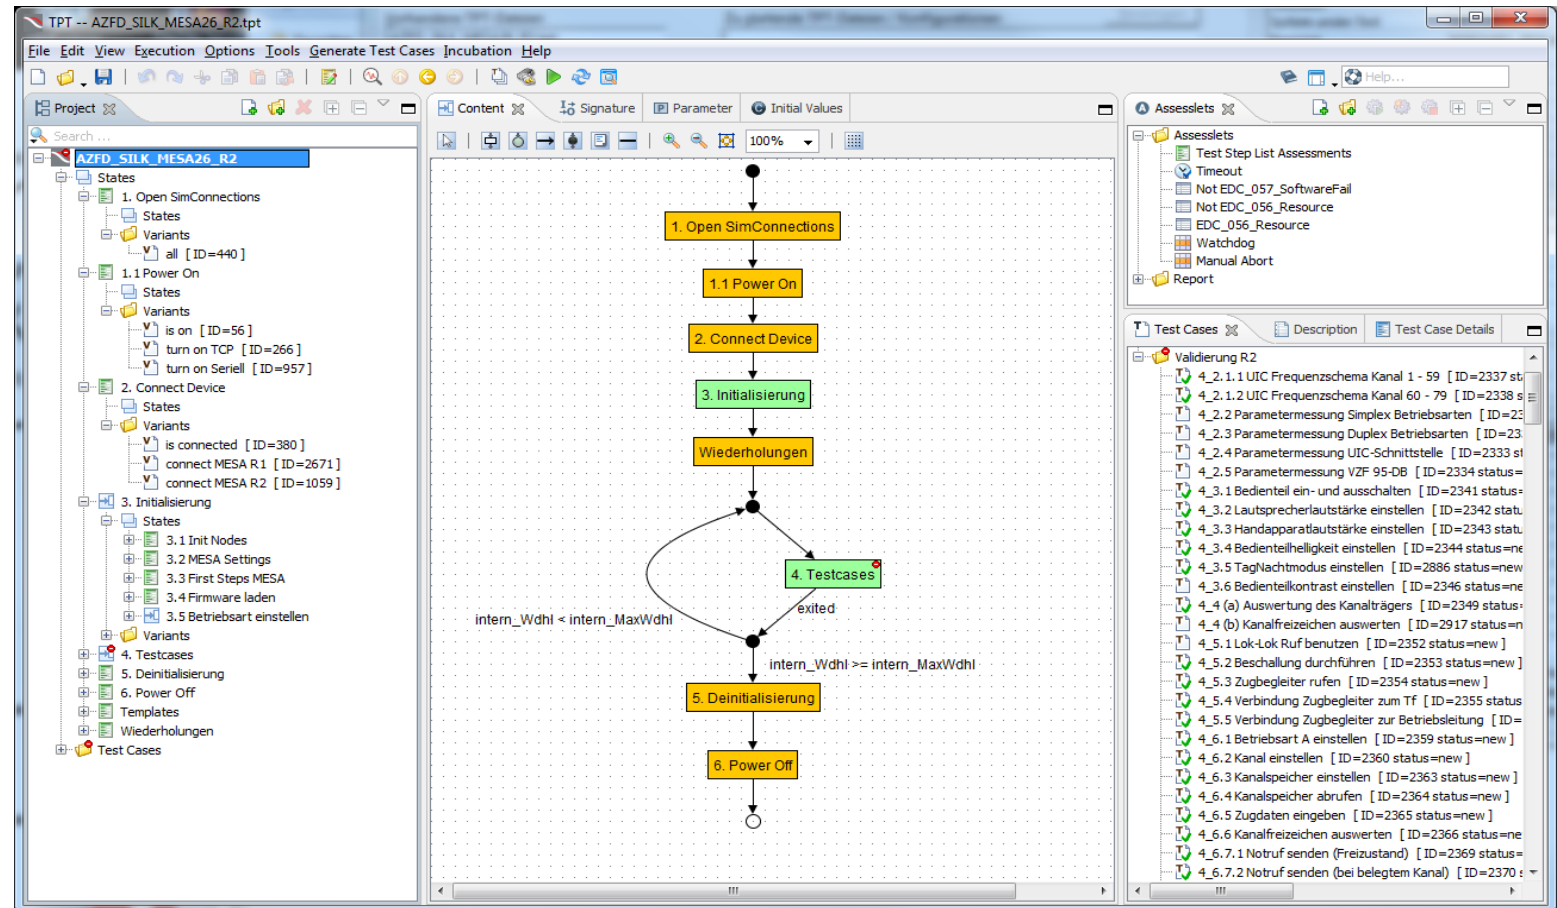 TPT -- AZFD_SILK_MESA26_R2.tpt
File Edit View Execution Options Tools Generate Test Cases Incubation Help
Help...
Project
Search ...
AZFD_SILK_MESA26_R2
States
1. Open SimConnections
States
Variants
all [ID=440]
1.1 Power On
States
Variants
is on [ID=56]
turn on TCP [ID=266]
turn on Seriell [ID=957]
2. Connect Device
States
Variants
is connected [ID=380]
connect MESA R1 [ID=2671]
connect MESA R2 [ID=1059]
3. Initialisierung
States
3.1 Init Nodes
3.2 MESA Settings
3.3 First Steps MESA
3.4 Firmware laden
3.5 Betriebsart einstellen
Variants
4. Testcases
5. Deinitialisierung
6. Power Off
Templates
Wiederholungen
Test Cases
Content Signature Parameter Initial Values
100%
1. Open SimConnections
1.1 Power On
2. Connect Device
3. Initialisierung
Wiederholungen
4. Testcases
exited
intern_Wdhl < intern_MaxWdhl
intern_Wdhl >= intern_MaxWdhl
5. Deinitialisierung
6. Power Off
Assesslets
Assesslets
Test Step List Assessments
Timeout
Not EDC_057_SoftwareFail
Not EDC_056_Resource
EDC_056_Resource
Watchdog
Manual Abort
Report
Test Cases Description Test Case Details
Validierung R2
4_2.1.1 UIC Frequenzschema Kanal 1 - 59 [ID=2337 st
4_2.1.2 UIC Frequenzschema Kanal 60 - 79 [ID=2338 s
4_2.2 Parametermessung Simplex Betriebsarten [ID=23
4_2.3 Parametermessung Duplex Betriebsarten [ID=23
4_2.4 Parametermessung UIC-Schnittstelle [ID=2333 st
4_2.5 Parametermessung VZF 95-DB [ID=2334 status=
4_3.1 Bedienteil ein- und ausschalten [ID=2341 status=
4_3.2 Lautsprecherlautstärke einstellen [ID=2342 statu
4_3.3 Handapparatlautstärke einstellen [ID=2343 statu
4_3.4 Bedienteilhelligkeit einstellen [ID=2344 status=ne
4_3.5 TagNachtmodus einstellen [ID=2886 status=new
4_3.6 Bedienteilkontrast einstellen [ID=2346 status=ne
4_4 (a) Auswertung des Kanalträgers [ID=2349 status=
4_4 (b) Kanalfreizeichen auswerten [ID=2917 status=n
4_5.1 Lok-Lok Ruf benutzen [ID=2352 status=new]
4_5.2 Beschallung durchführen [ID=2353 status=new]
4_5.3 Zugbegleiter rufen [ID=2354 status=new]
4_5.4 Verbindung Zugbegleiter zum Tf [ID=2355 status
4_5.5 Verbindung Zugbegleiter zur Betriebsleitung [ID=
4_6.1 Betriebsart A einstellen [ID=2359 status=new]
4_6.2 Kanal einstellen [ID=2360 status=new]
4_6.3 Kanalspeicher einstellen [ID=2363 status=new]
4_6.4 Kanalspeicher abrufen [ID=2364 status=new]
4_6.5 Zugdaten eingeben [ID=2365 status=new]
4_6.6 Kanalfreizeichen auswerten [ID=2366 status=ne
4_6.7.1 Notruf senden (Freizustand) [ID=2369 status=
4_6.7.2 Notruf senden (bei belegtem Kanal) [ID=2370 s